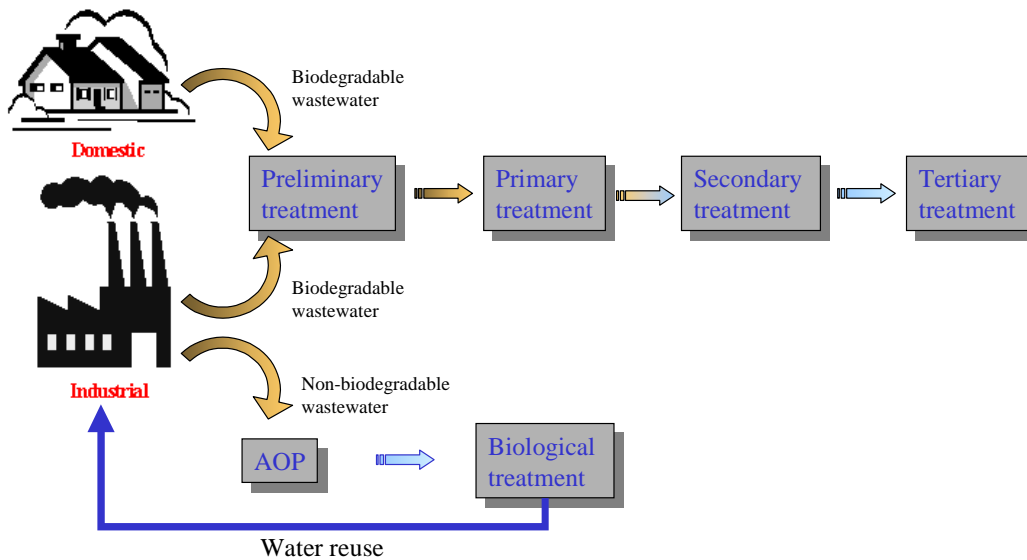 Biodegradable
wastewater
Domestic
Preliminary
treatment
Primary
treatment
Secondary
treatment
Tertiary
treatment
Biodegradable
wastewater
Industrial
Non-biodegradable
wastewater
AOP
Biological
treatment
Water reuse